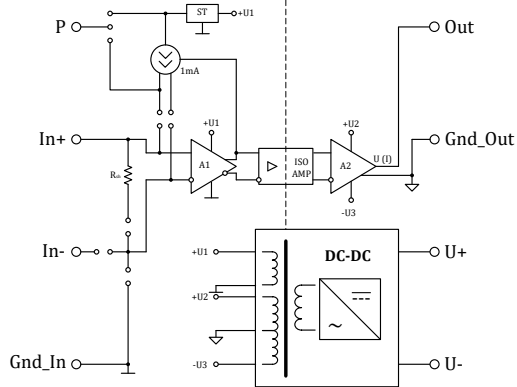 P
ST
+U1
Out
1mA
In+
+U1
+U2
Gnd_Out
A1
ISO
AMP
A2
U (I)
-U3
In-
+U1
DC-DC
U+
+U2
~
Gnd_In
-U3
U-